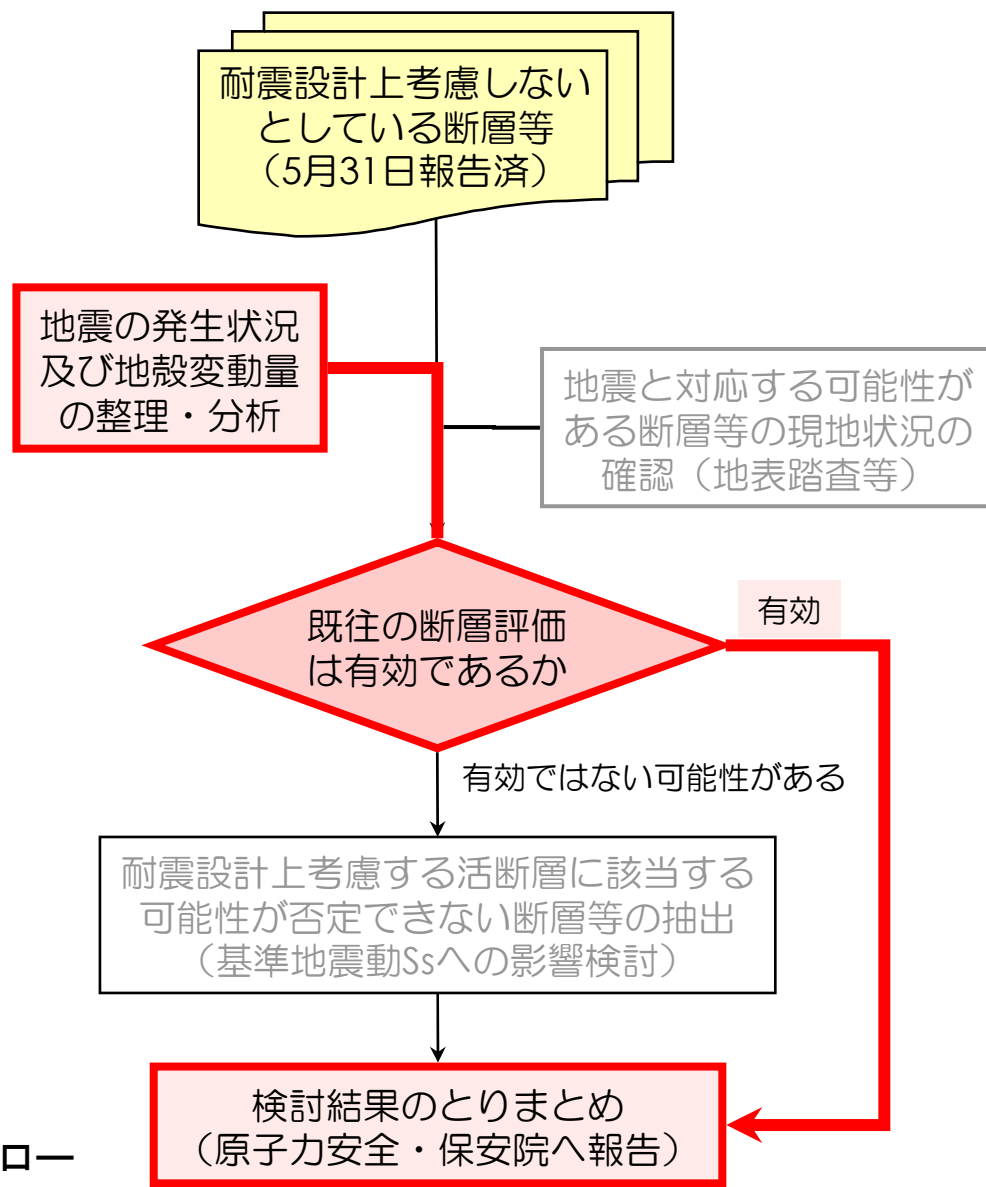 耐震設計上考慮しない
としている断層等
（5月31日報告済）
地震の発生状況
及び地殻変動量
の整理・分析
地震と対応する可能性が
ある断層等の現地状況の
確認（地表踏査等）
既往の断層評価
は有効であるか
有効
有効ではない可能性がある
耐震設計上考慮する活断層に該当する
可能性が否定できない断層等の抽出
（基準地震動Ssへの影響検討）
検討結果のとりまとめ
（原子力安全・保安院へ報告）
ロー